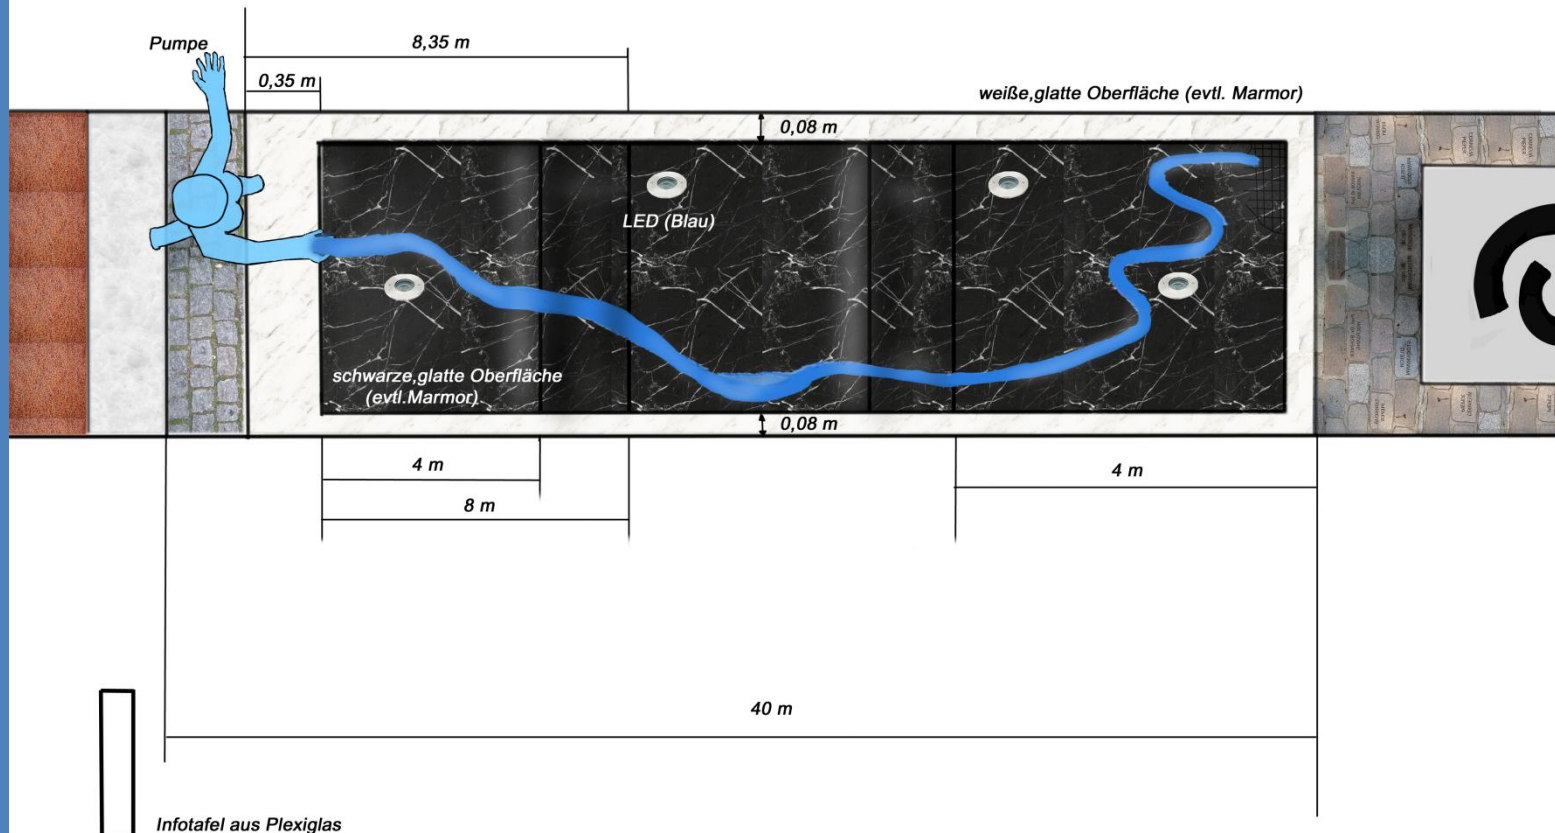 Pumpe
8,35 m
0,35 m
weiße,glatte Oberfläche (evtl. Marmor)
0,08 m
LED (Blau)
schwarze,glatte Oberfläche
(evtl.Marmor)
0,08 m
4 m
4 m
8 m
40 m
Infotafel aus Plexiglas